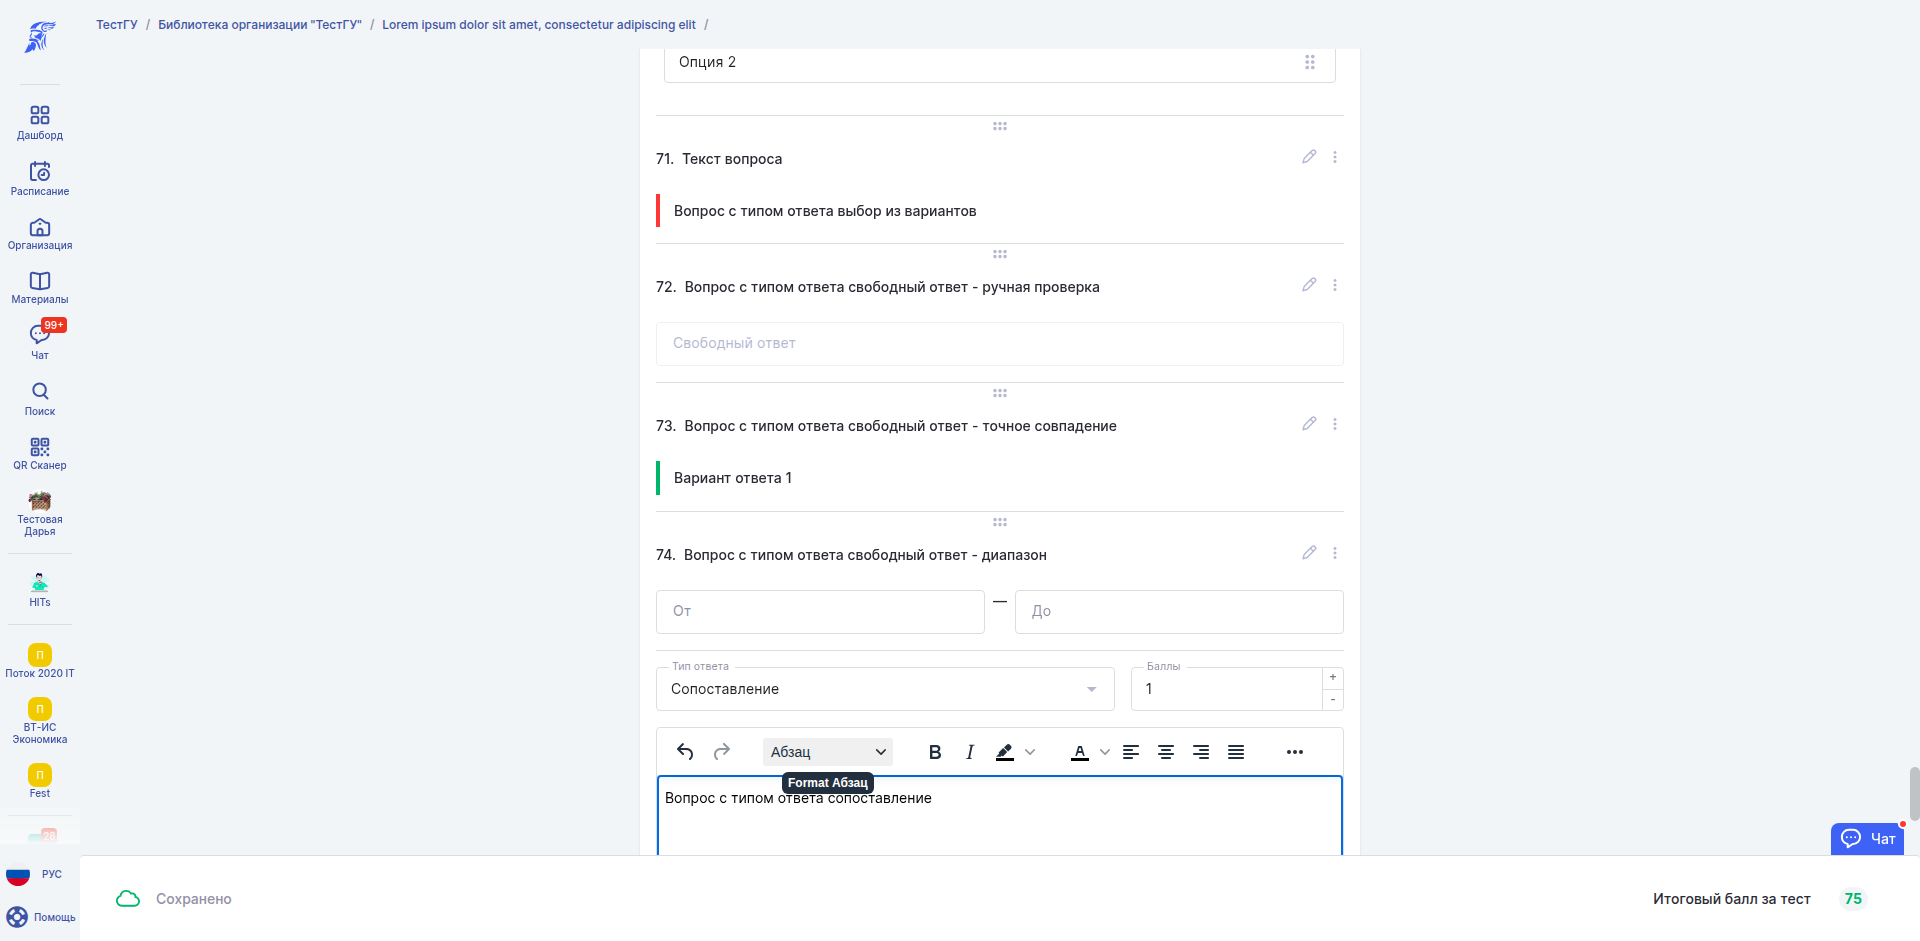 ТестГУ / Библиотека организации "ТестГУ" / Lorem ipsum dolor sit amet, consectetur adipiscing elit /
Дашборд
Расписание
Организация
Материалы
99+
Чат
Поиск
QR Сканер
Тестовая
Дарья
HITs
П
Поток 2020 IT
П
ВТ-ИС
Экономика
П
Fest
28
РУС
Помощь
Опция 2
71. Текст вопроса
Вопрос с типом ответа выбор из вариантов
72. Вопрос с типом ответа свободный ответ - ручная проверка
Свободный ответ
73. Вопрос с типом ответа свободный ответ - точное совпадение
Вариант ответа 1
74. Вопрос с типом ответа свободный ответ - диапазон
От — До
Тип ответа
Сопоставление
Баллы
1
+
-
Абзац B I A
Format Абзац
Вопрос с типом ответа сопоставление
Чат
Сохранено
Итоговый балл за тест 75